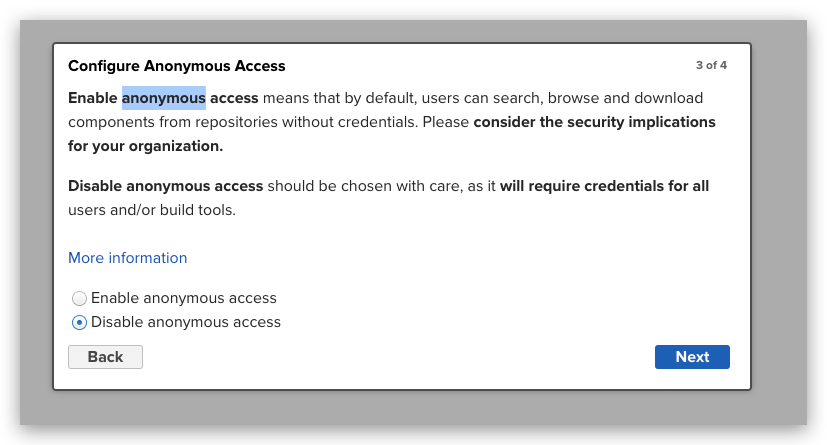 Configure Anonymous Access
3 of 4
Enable anonymous access means that by default, users can search, browse and download
components from repositories without credentials. Please consider the security implications
for your organization.
Disable anonymous access should be chosen with care, as it will require credentials for all
users and/or build tools.
More information
Enable anonymous access
Disable anonymous access
Back
Next